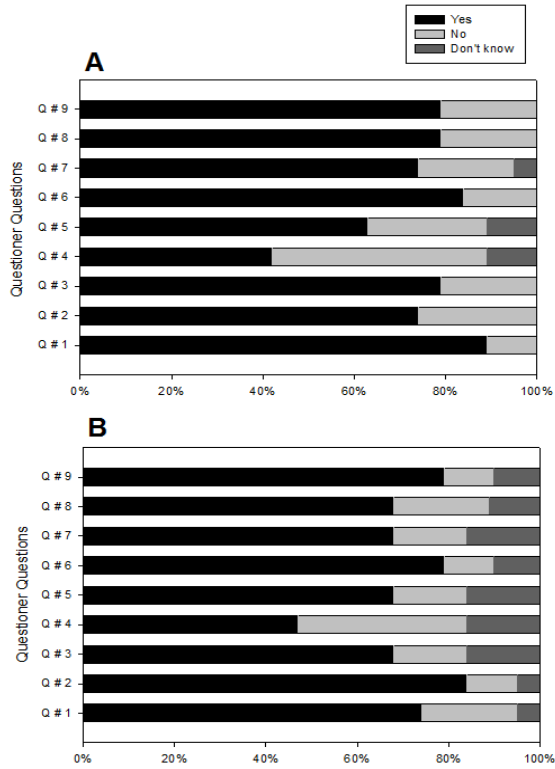 Yes
No
Don't know
A
Questioner Questions
Q # 9
Q # 8
Q # 7
Q # 6
Q # 5
Q # 4
Q # 3
Q # 2
Q # 1
0% 20% 40% 60% 80% 100%
B
Questioner Questions
Q # 9
Q # 8
Q # 7
Q # 6
Q # 5
Q # 4
Q # 3
Q # 2
Q # 1
0% 20% 40% 60% 80% 100%